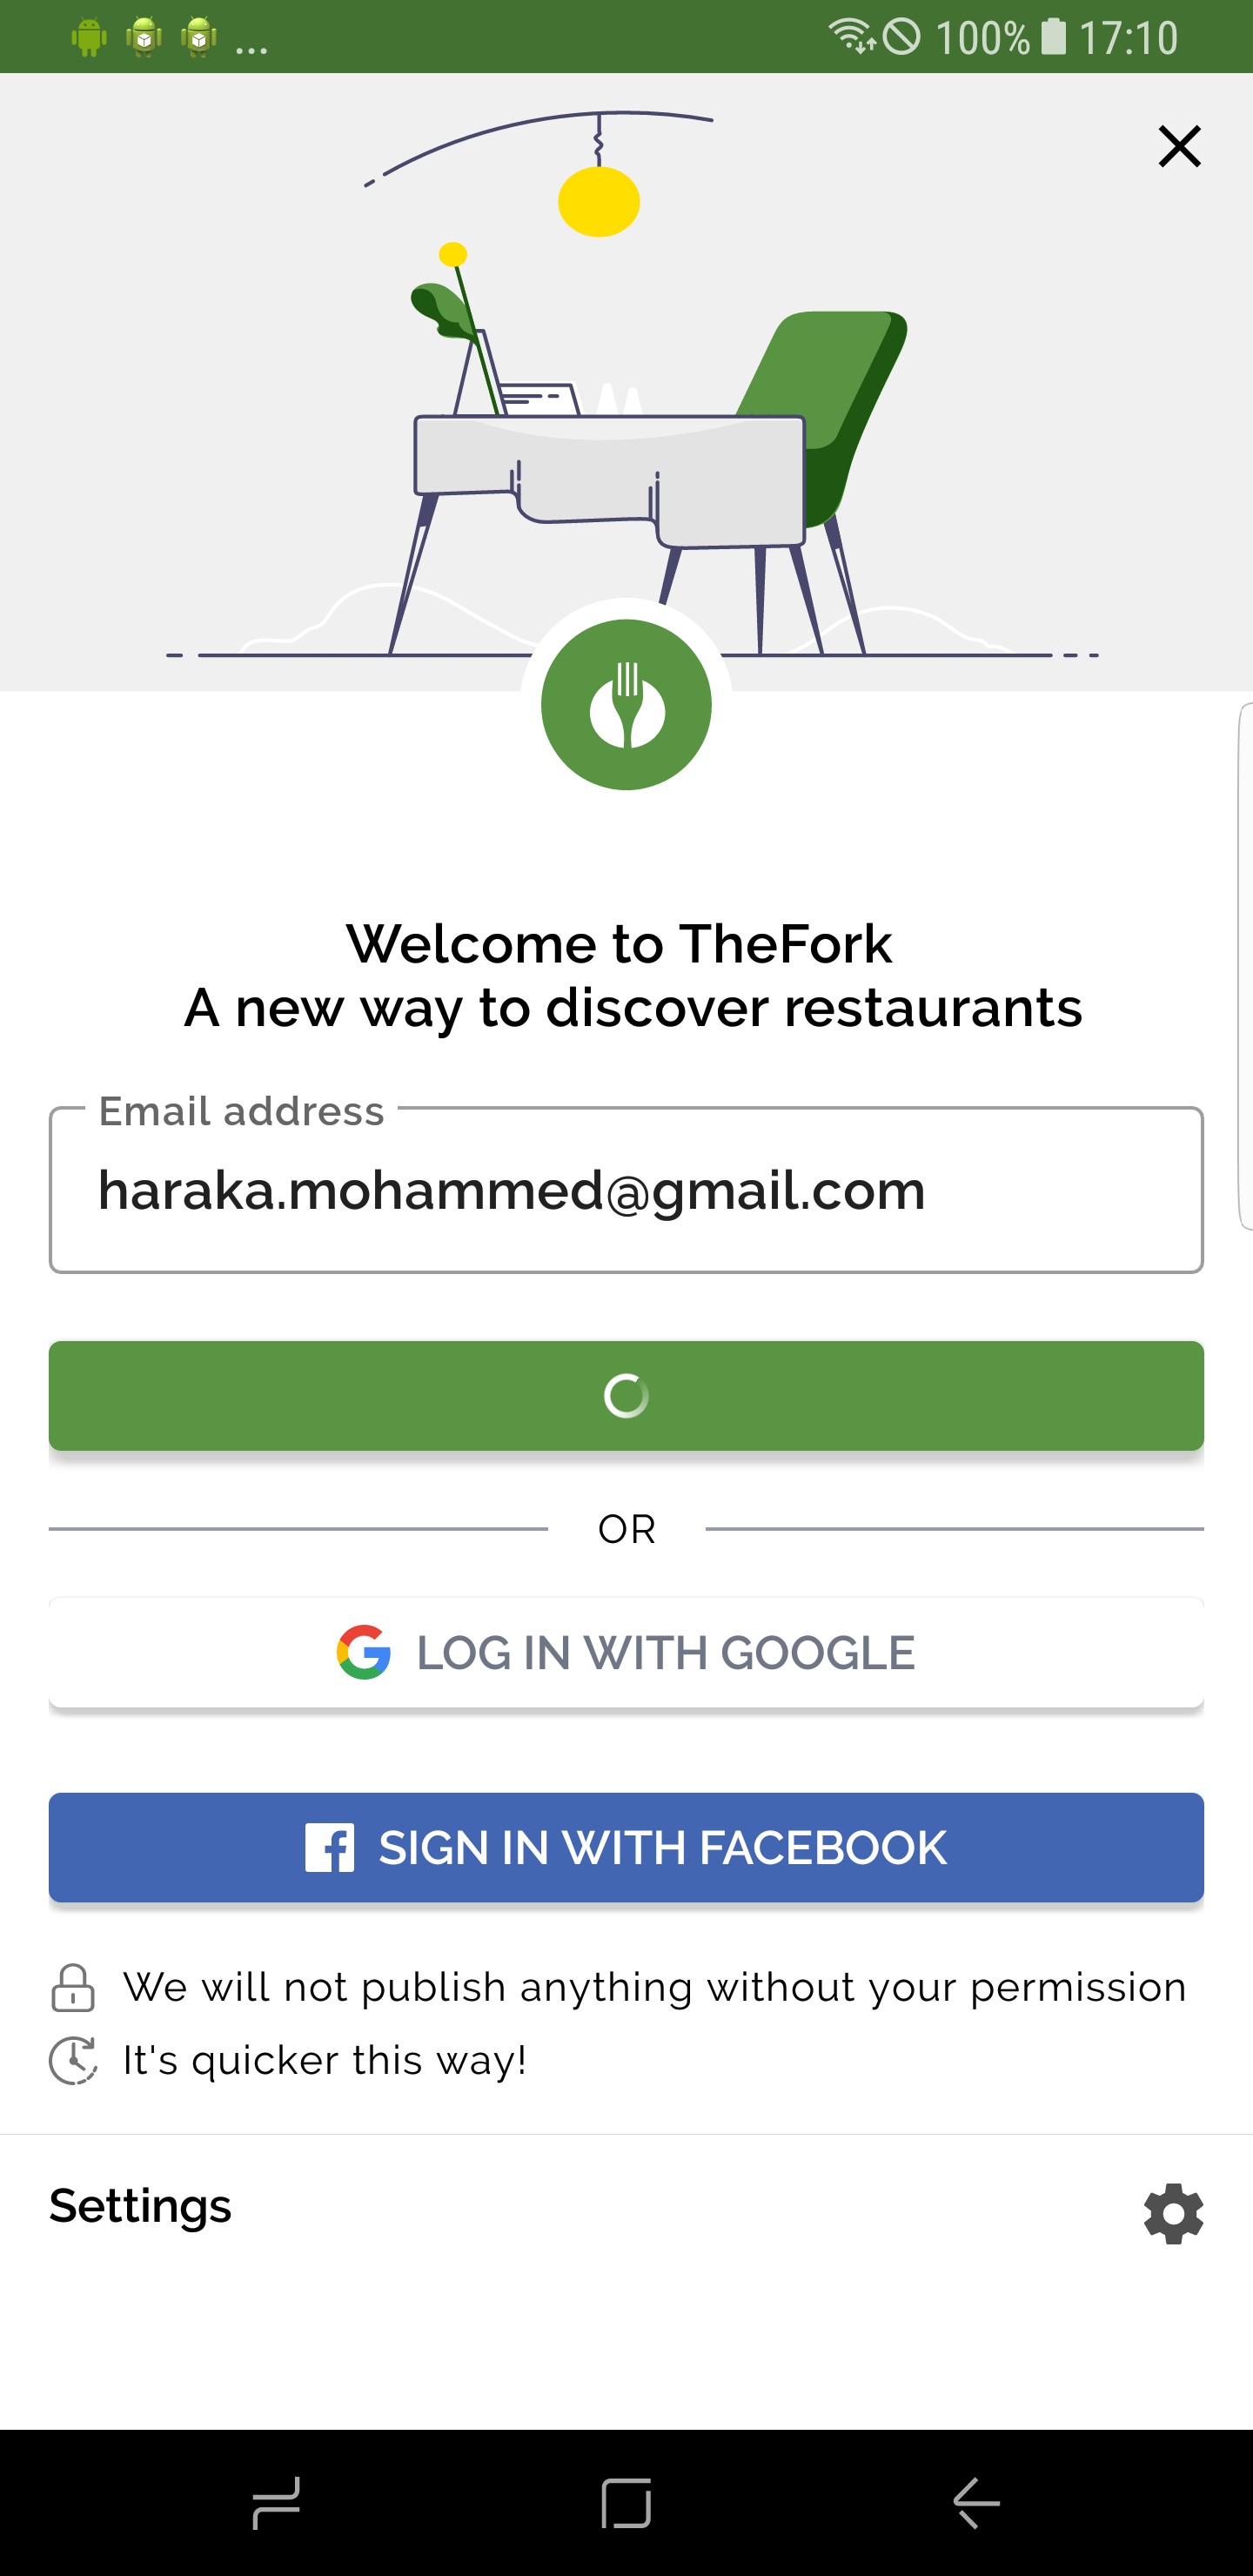 ... 100% 17:10
Welcome to TheFork
A new way to discover restaurants
Email address
haraka.mohammed@gmail.com
OR
LOG IN WITH GOOGLE
SIGN IN WITH FACEBOOK
We will not publish anything without your permission
It's quicker this way!
Settings